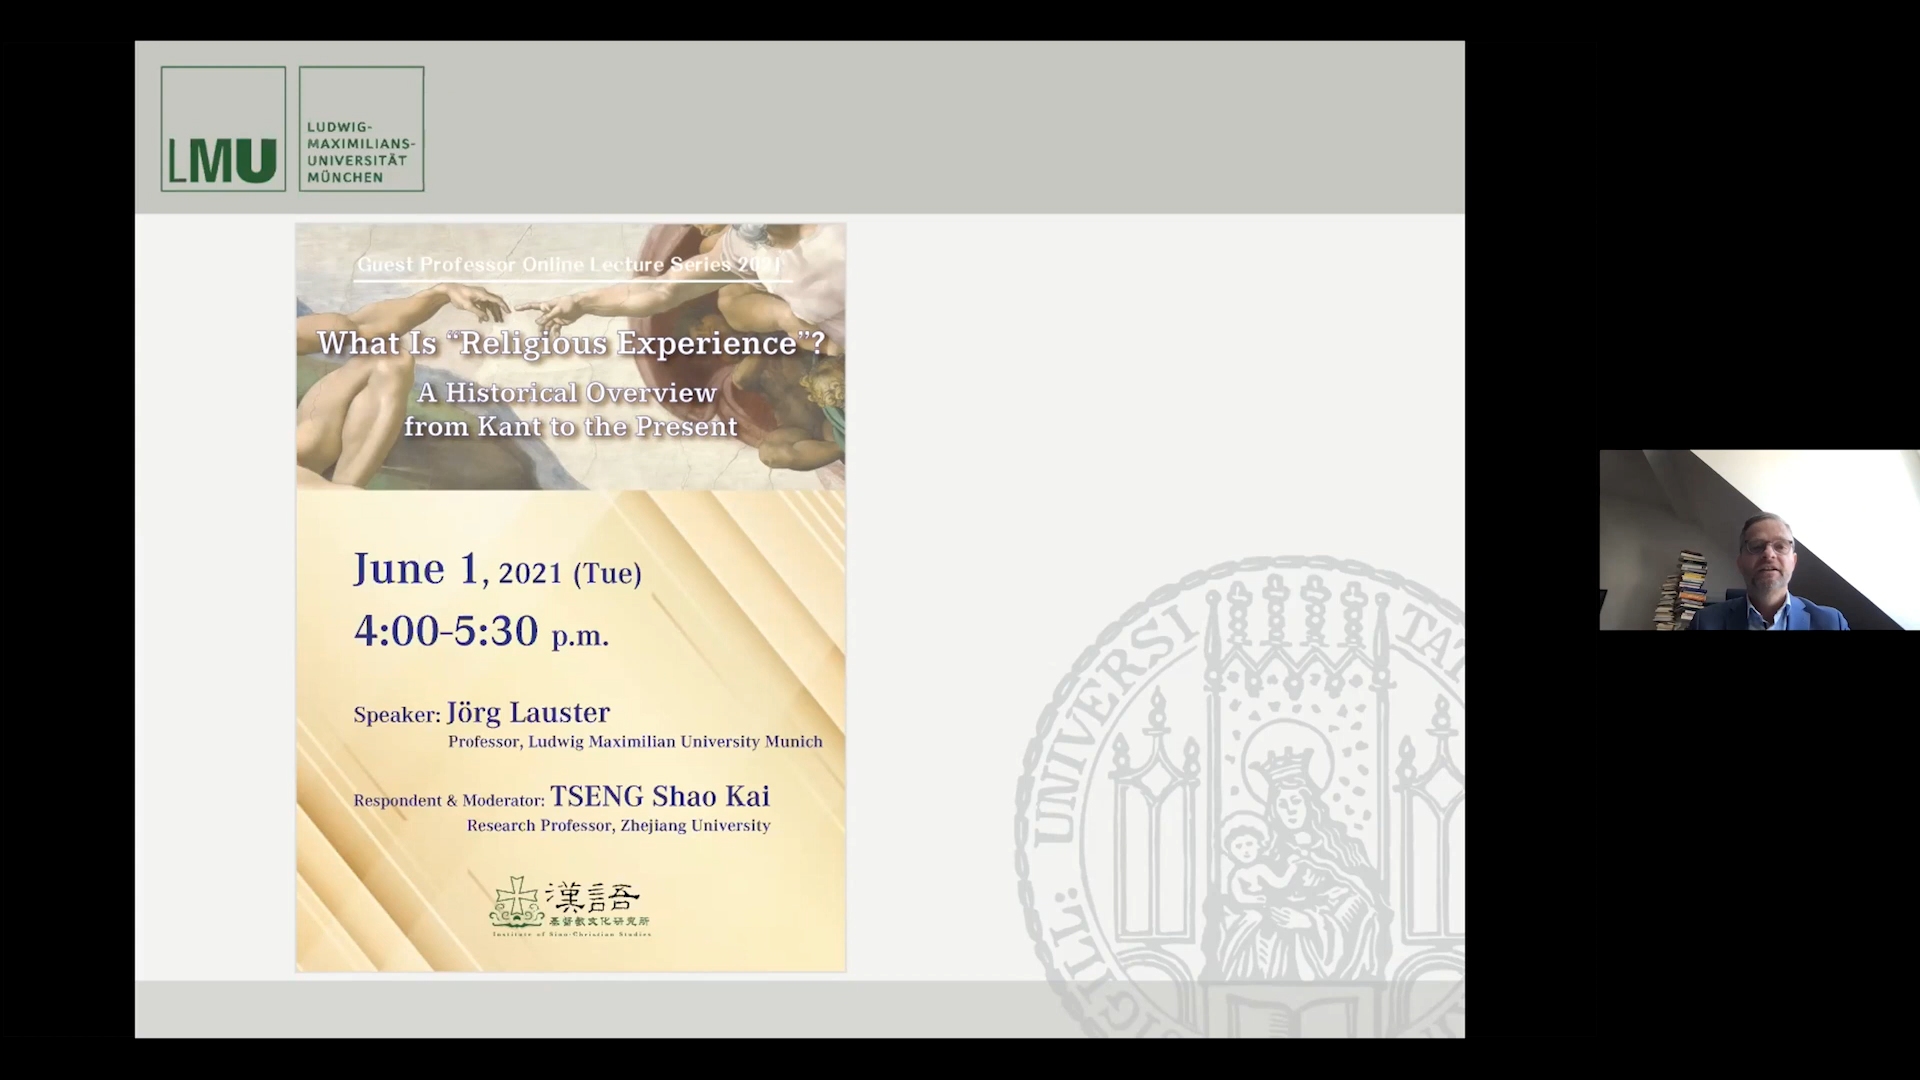 LMU
LUDWIG-
MAXIMILIANS-
UNIVERSITÄT
MÜNCHEN
Guest Professor Online Lecture Series 2021
What Is “Religious Experience”?
A Historical Overview
from Kant to the Present
June 1, 2021 (Tue)
4:00-5:30 p.m.
Speaker: Jörg Lauster
Professor, Ludwig Maximilian University Munich
Respondent & Moderator: TSENG Shao Kai
Research Professor, Zhejiang University
漢語
基督教文化研究所
Institute of Sino-Christian Studies
SIGILL: UNIVERSITAT